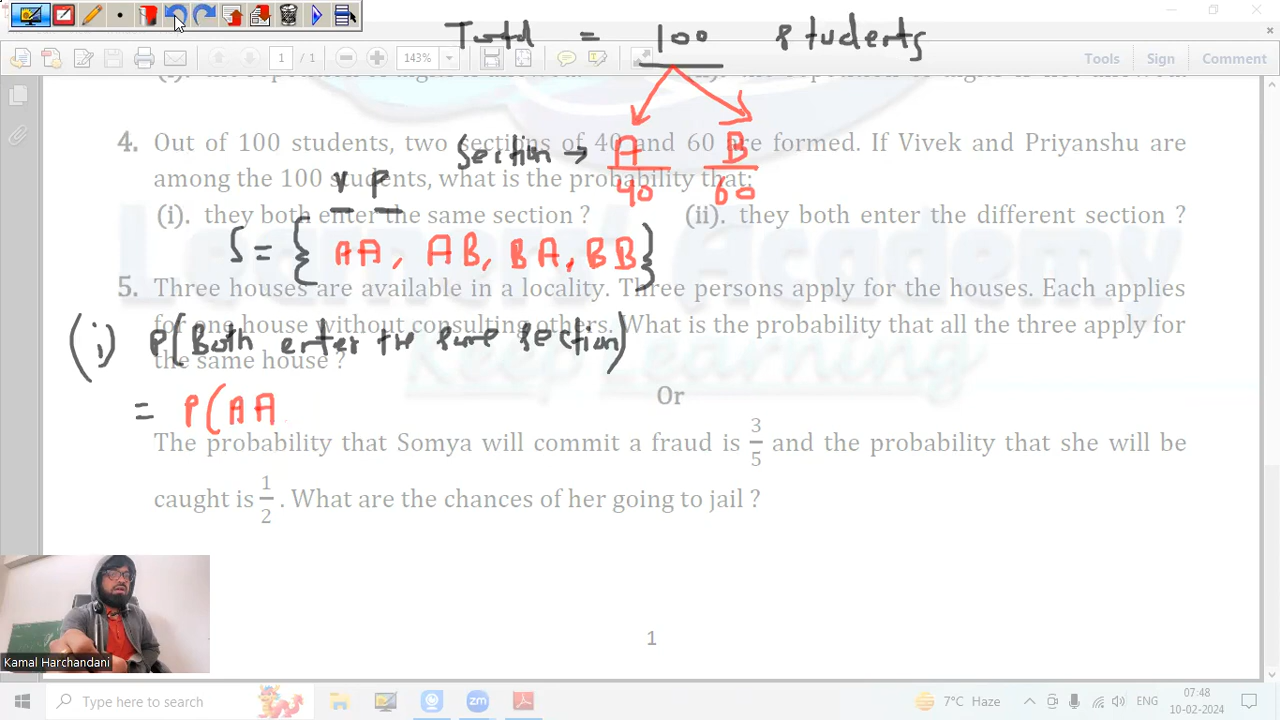 Total = 100 students
1 / 1
143%
Tools
Sign
Comment
4. Out of 100 students, two sections of 40 and 60 are formed. If Vivek and Priyanshu are
Section → A B
among the 100 students, what is the probability that:
40 60
V P
(i). they both enter the same section ? (ii). they both enter the different section ?
S = { AA, AB, BA, BB }
5. Three houses are available in a locality. Three persons apply for the houses. Each applies
for one house without consulting others. What is the probability that all the three apply for
(i) P(Both enter the same section)
the same house ?
Learners' Academy
Keep Learning
Or
= P(AA
The probability that Somya will commit a fraud is 3/5 and the probability that she will be
caught is 1/2 . What are the chances of her going to jail ?
1
Kamal Harchandani
Type here to search
zm
7°C Haze
ENG
07:48
10-02-2024